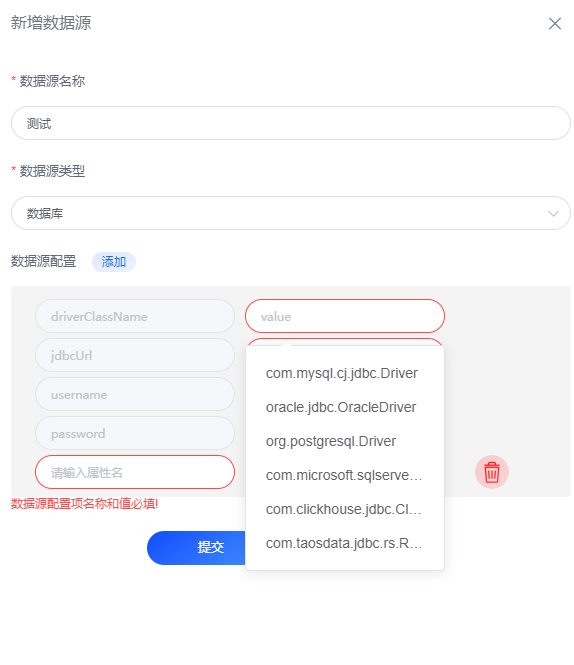 新增数据源
* 数据源名称
测试
* 数据源类型
数据库
数据源配置 添加
driverClassName value
jdbcUrl
username
password
请输入属性名
com.mysql.cj.jdbc.Driver
oracle.jdbc.OracleDriver
org.postgresql.Driver
com.microsoft.sqlserve...
com.clickhouse.jdbc.Cl...
com.taosdata.jdbc.rs.R...
数据源配置项名称和值必填!
提交